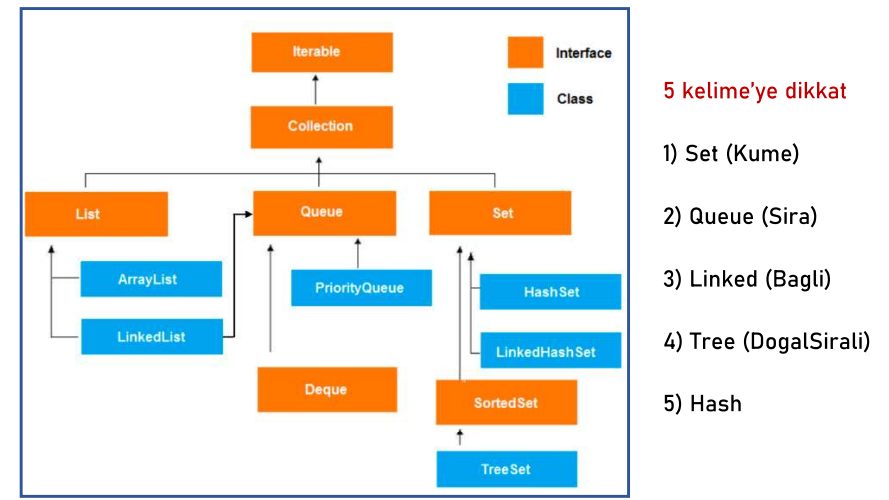 Iterable
Interface
Class
Collection
List
Queue
Set
ArrayList
PriorityQueue
HashSet
LinkedList
LinkedHashSet
Deque
SortedSet
TreeSet
5 kelime'ye dikkat
1) Set (Kume)
2) Queue (Sira)
3) Linked (Bagli)
4) Tree (DogalSirali)
5) Hash